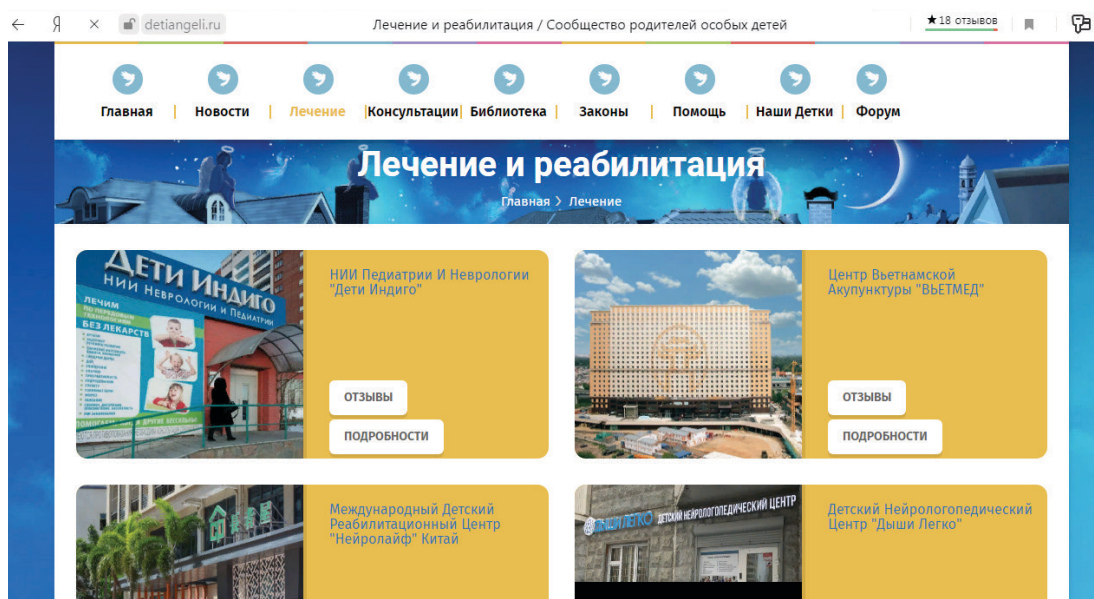 Я
detiangeli.ru
Лечение и реабилитация / Сообщество родителей особых детей
★18 отзывов
Главная
Новости
Лечение
Консультации
Библиотека
Законы
Помощь
Наши Детки
Форум
Лечение и реабилитация
Главная > Лечение
ДЕТИ ИНДИГО
НИИ НЕВРОЛОГИИ И ПЕДИАТРИИ
ЛЕЧИМ
БЕЗ ЛЕКАРСТВ
НИИ Педиатрии И Неврологии
"Дети Индиго"
ОТЗЫВЫ
ПОДРОБНОСТИ
Центр Вьетнамской
Акупунктуры "ВЬЕТМЕД"
ОТЗЫВЫ
ПОДРОБНОСТИ
Международный Детский
Реабилитационный Центр
"Нейролайф" Китай
ДЫШИ ЛЕГКО ДЕТСКИЙ НЕЙРОЛОГОПЕДИЧЕСКИЙ ЦЕНТР
Детский Нейрологопедический
Центр "Дыши Легко"